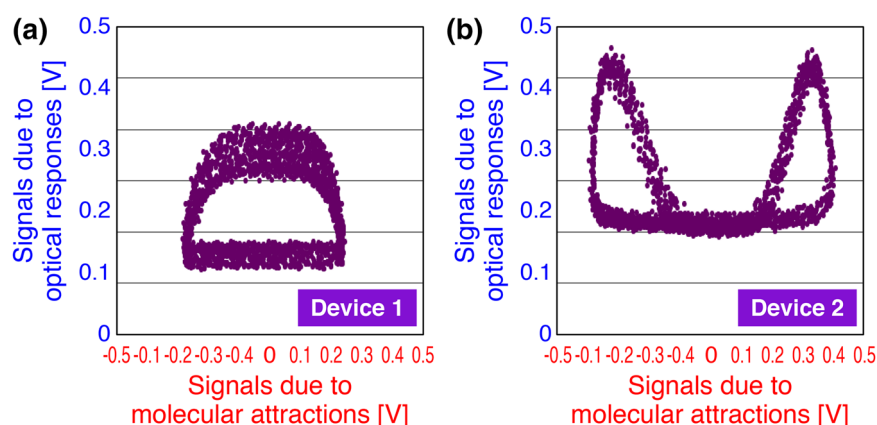 (a)
Signals due to
optical responses [V]
0.5
0.4
0.3
0.2
0.1
0
Device 1
-0.5 -0.1 -0.2 -0.3 -0.4 0 0.1 0.2 0.3 0.4 0.5
Signals due to
molecular attractions [V]
(b)
Signals due to
optical responses [V]
0.5
0.4
0.3
0.2
0.1
0
Device 2
-0.5 -0.1 -0.2 -0.3 -0.4 0 0.1 0.2 0.3 0.4 0.5
Signals due to
molecular attractions [V]